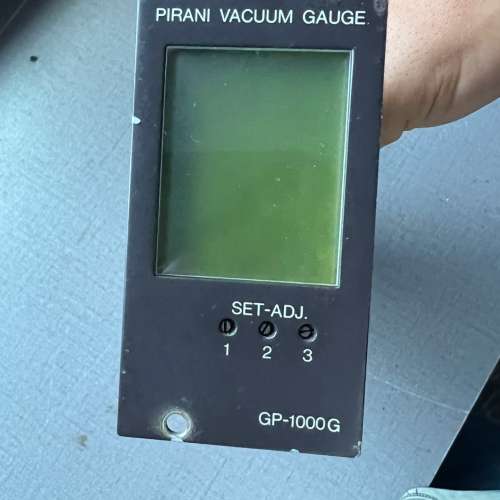 PIRANI VACUUM GAUGE
SET-ADJ.
1 2 3
GP-1000G